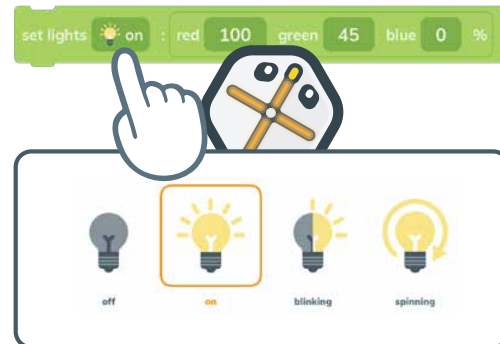 set lights on : red 100 green 45 blue 0 %
off on blinking spinning